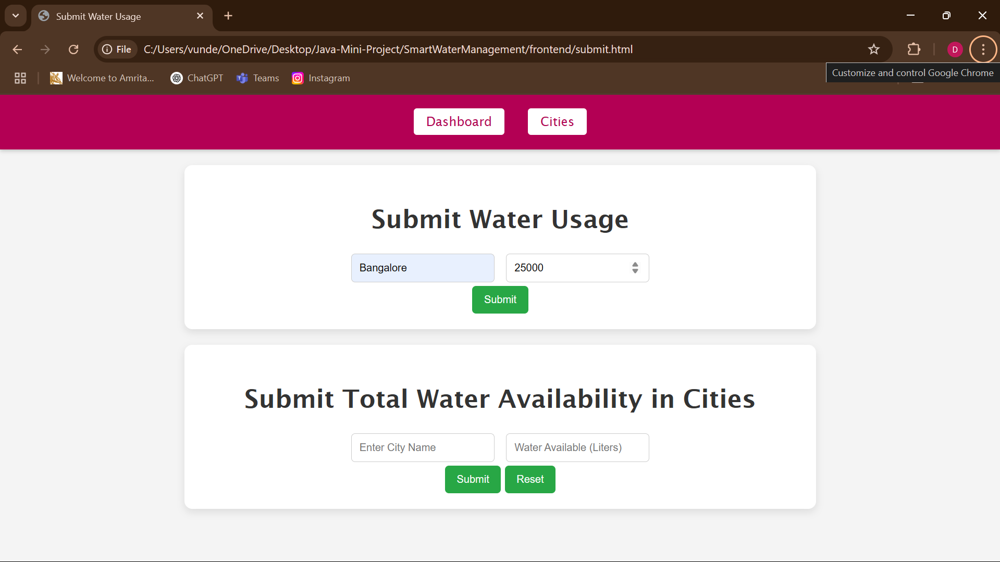 Submit Water Usage
File C:/Users/vunde/OneDrive/Desktop/Java-Mini-Project/SmartWaterManagement/frontend/submit.html D
Customize and control Google Chrome
Welcome to Amrita... ChatGPT Teams Instagram
Dashboard Cities
Submit Water Usage
Bangalore 25000
Submit
Submit Total Water Availability in Cities
Enter City Name Water Available (Liters)
Submit Reset